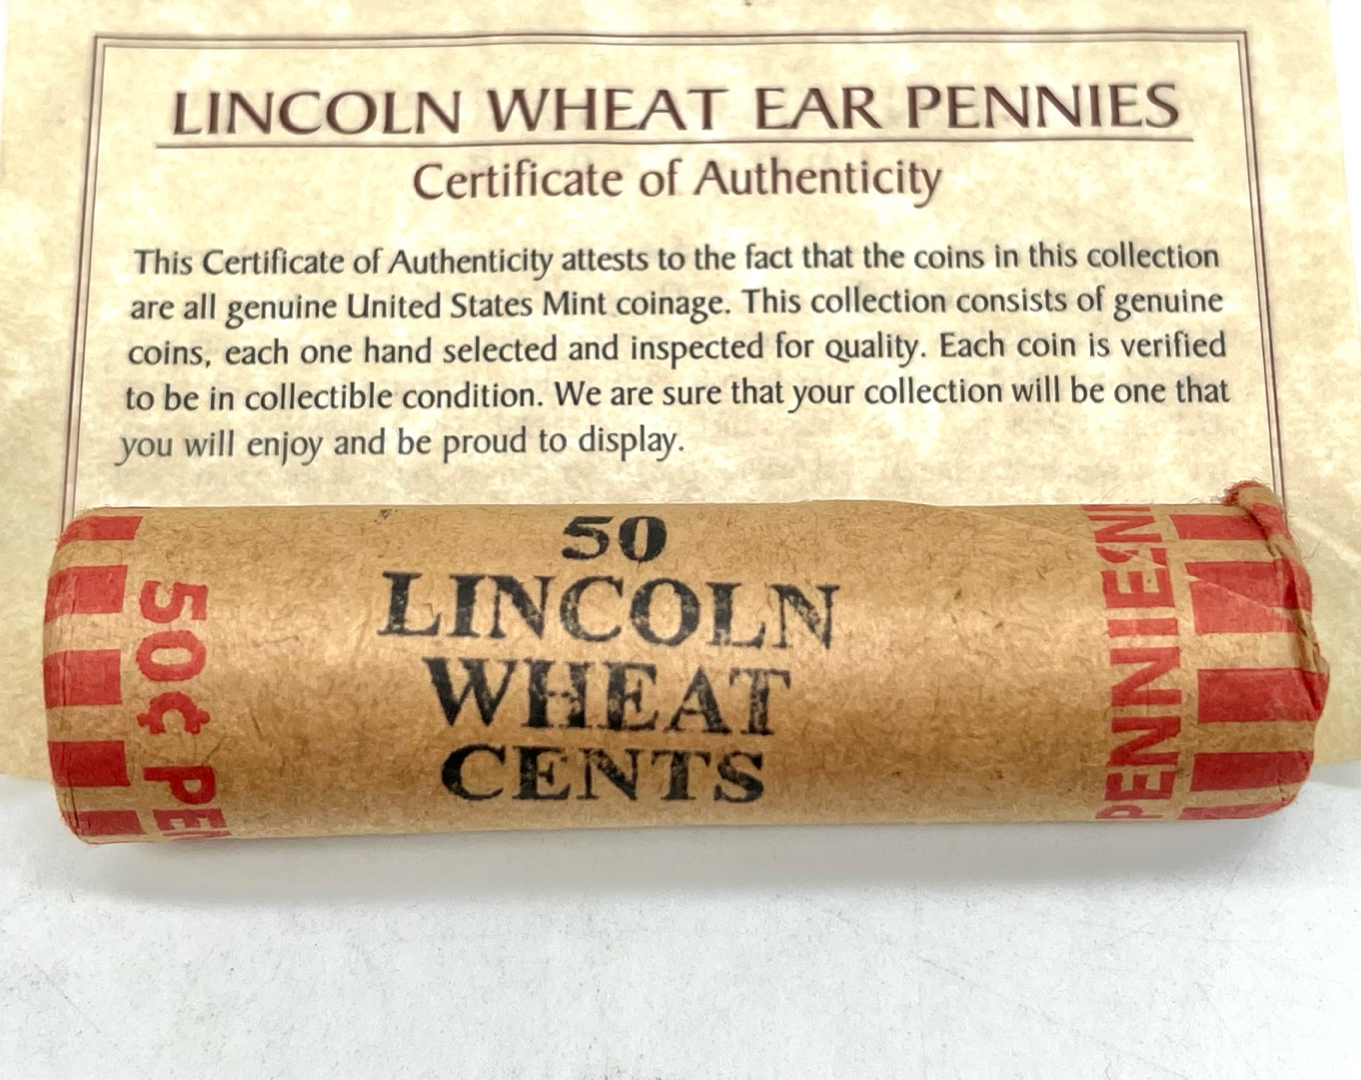 LINCOLN WHEAT EAR PENNIES
Certificate of Authenticity
This Certificate of Authenticity attests to the fact that the coins in this collection
are all genuine United States Mint coinage. This collection consists of genuine
coins, each one hand selected and inspected for quality. Each coin is verified
to be in collectible condition. We are sure that your collection will be one that
you will enjoy and be proud to display.
50
LINCOLN
WHEAT
CENTS
50¢ PEN
PENNIE